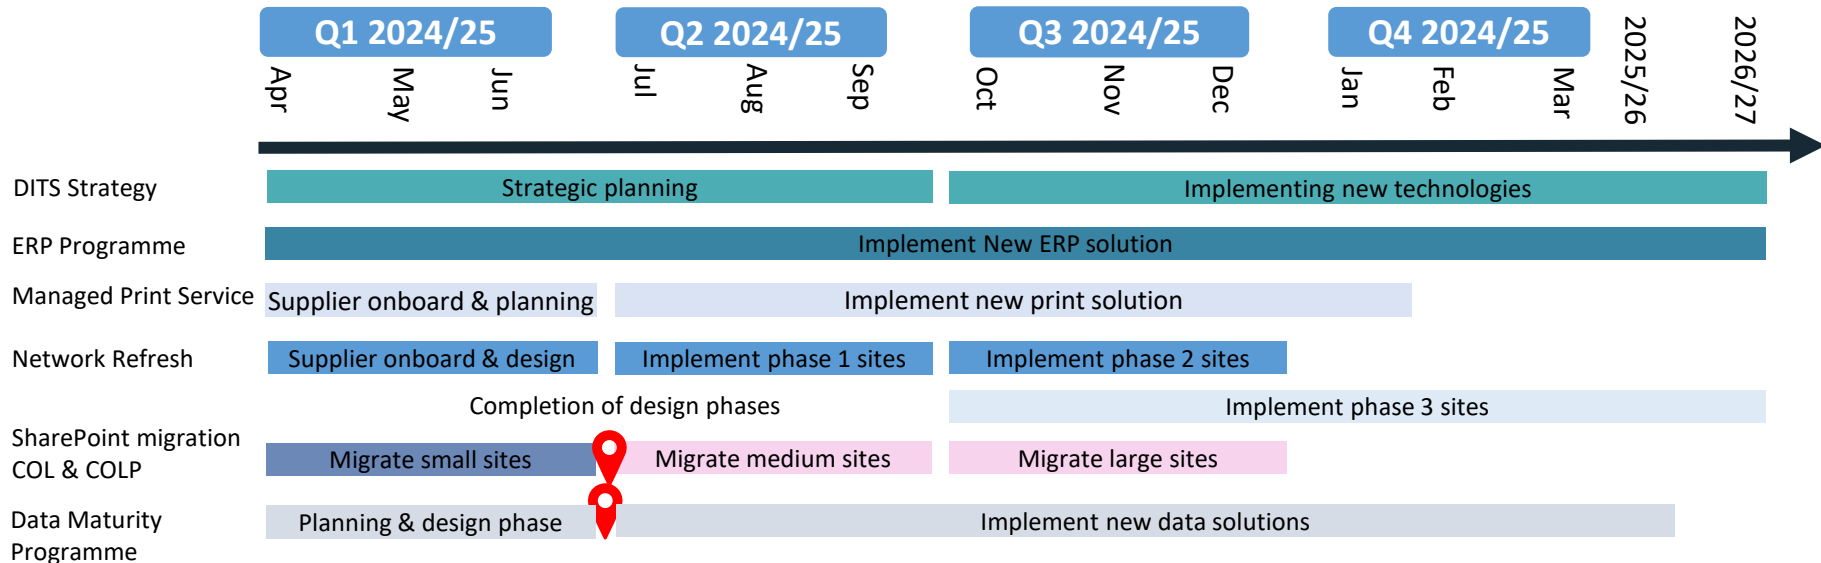 Q1 2024/25
Q2 2024/25
Q3 2024/25
Q4 2024/25
2025/26
2026/27
Apr
May
Jun
Jul
Aug
Sep
Oct
Nov
Dec
Jan
Feb
Mar
DITS Strategy
Strategic planning
Implementing new technologies
ERP Programme
Implement New ERP solution
Managed Print Service
Supplier onboard & planning
Implement new print solution
Network Refresh
Supplier onboard & design
Implement phase 1 sites
Implement phase 2 sites
Completion of design phases
Implement phase 3 sites
SharePoint migration
COL & COLP
Migrate small sites
Migrate medium sites
Migrate large sites
Data Maturity
Programme
Planning & design phase
Implement new data solutions